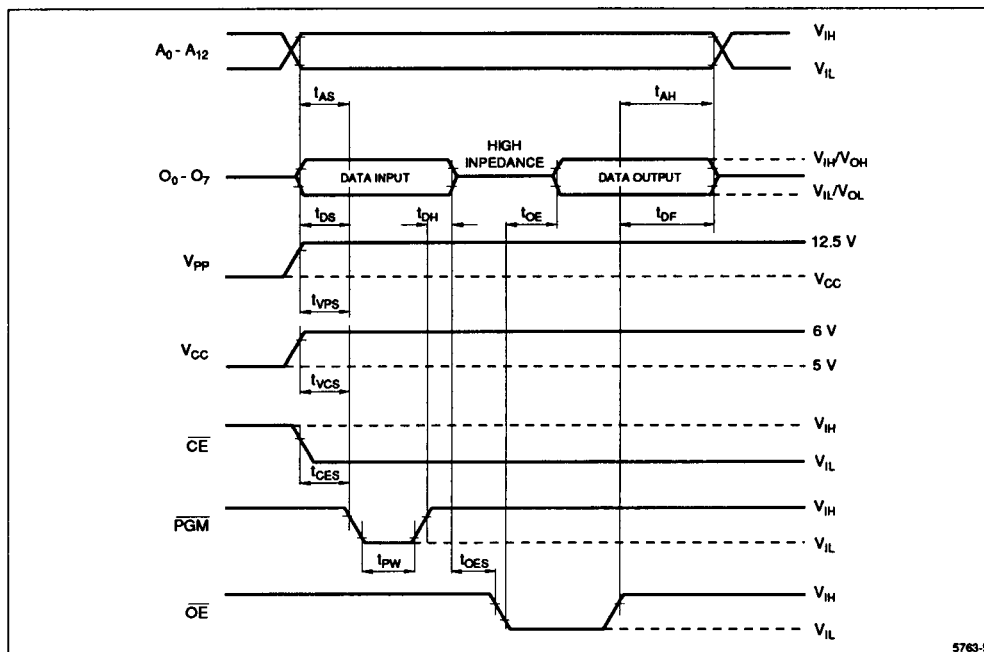 A0 - A12
VIH
VIL
tAS
tAH
HIGH
INPEDANCE
O0 - O7
DATA INPUT
DATA OUTPUT
VIH/VOH
VIL/VOL
tDS
tDH
tOE
tDF
VPP
12.5 V
VCC
tVPS
VCC
6 V
5 V
tVCS
CE
VIH
VIL
tCES
PGM
VIH
VIL
tPW
tOES
OE
VIH
VIL